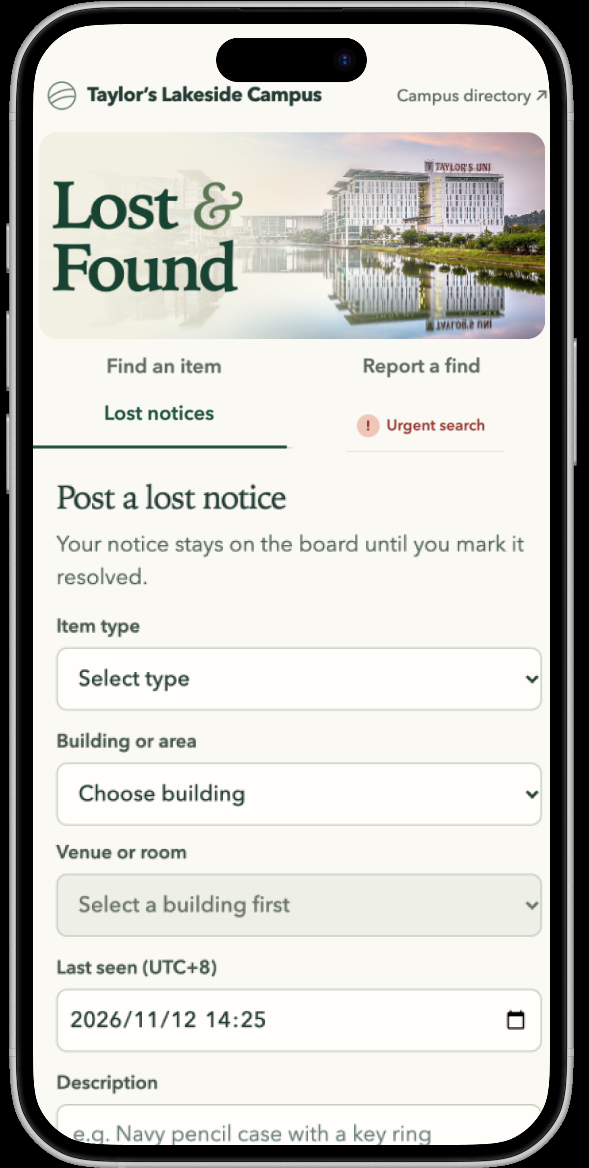 Taylor’s Lakeside Campus
Campus directory ↗
Lost &
Found
TAYLOR'S UNI
Find an item
Report a find
Lost notices
! Urgent search
Post a lost notice
Your notice stays on the board until you mark it
resolved.
Item type
Select type
Building or area
Choose building
Venue or room
Select a building first
Last seen (UTC+8)
2026/11/12 14:25
Description
e.g. Navy pencil case with a key ring